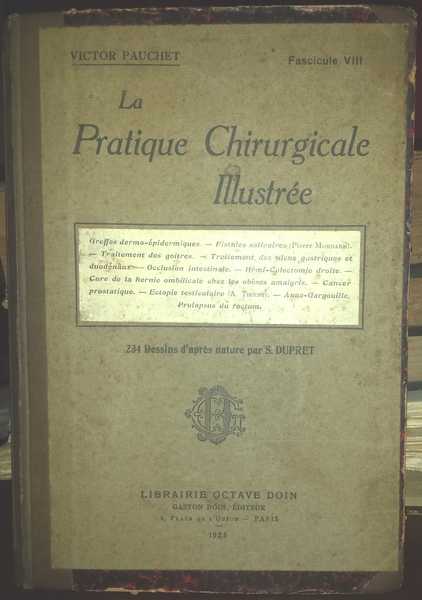 VICTOR PAUCHET
Fascicule VIII
La
Pratique Chirurgicale
Illustrée
Greffes dermo-épidermiques. — Fistules salivaires (Pierre Mornard).
— Traitement des goitres. — Traitement des ulcus gastriques et
duodénaux. — Occlusion intestinale. — Hémi-Colectomie droite. —
Cure de la hernie ombilicale chez les obèses amaigris. — Cancer
prostatique. — Ectopie testiculaire (A. Tierny). — Anus-Gargouille.
Prolapsus du rectum.
234 Dessins d'après nature par S. DUPRET
LIBRAIRIE OCTAVE DOIN
GASTON DOIN, ÉDITEUR
8, Place de l'Odéon — PARIS
1925